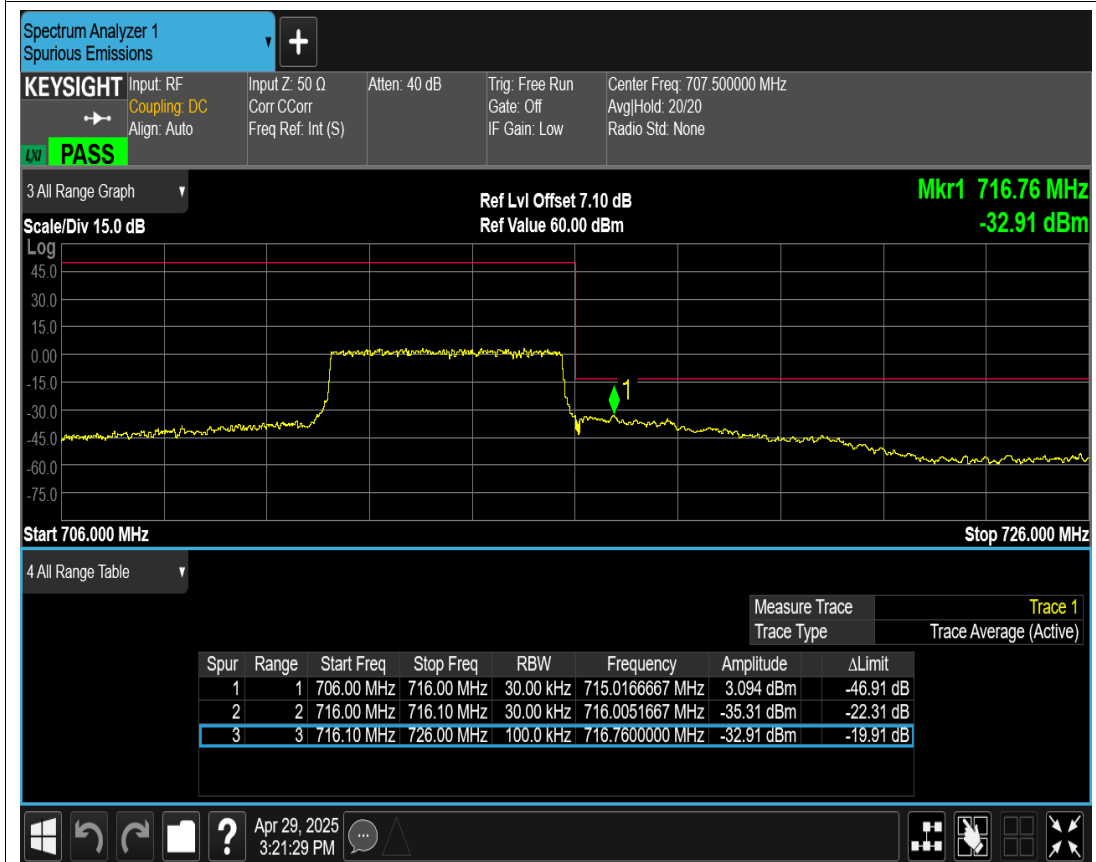 Spectrum Analyzer 1
Spurious Emissions
▼
+
KEYSIGHT
LXI PASS
Input: RF
Coupling: DC
Align: Auto
Input Z: 50 Ω
Corr CCorr
Freq Ref: Int (S)
Atten: 40 dB
Trig: Free Run
Gate: Off
IF Gain: Low
Center Freq: 707.500000 MHz
Avg|Hold: 20/20
Radio Std: None
3 All Range Graph ▼
Scale/Div 15.0 dB
Ref Lvl Offset 7.10 dB
Ref Value 60.00 dBm
Mkr1 716.76 MHz
-32.91 dBm
Log
45.0
30.0
15.0
0.00
-15.0
-30.0
-45.0
-60.0
-75.0
1
Start 706.000 MHz
Stop 726.000 MHz
4 All Range Table ▼
Measure Trace Trace 1
Trace Type Trace Average (Active)
Spur Range Start Freq Stop Freq RBW Frequency Amplitude ΔLimit
1 1 706.00 MHz 716.00 MHz 30.00 kHz 715.0166667 MHz 3.094 dBm -46.91 dB
2 2 716.00 MHz 716.10 MHz 30.00 kHz 716.0051667 MHz -35.31 dBm -22.31 dB
3 3 716.10 MHz 726.00 MHz 100.0 kHz 716.7600000 MHz -32.91 dBm -19.91 dB
?
Apr 29, 2025
3:21:29 PM